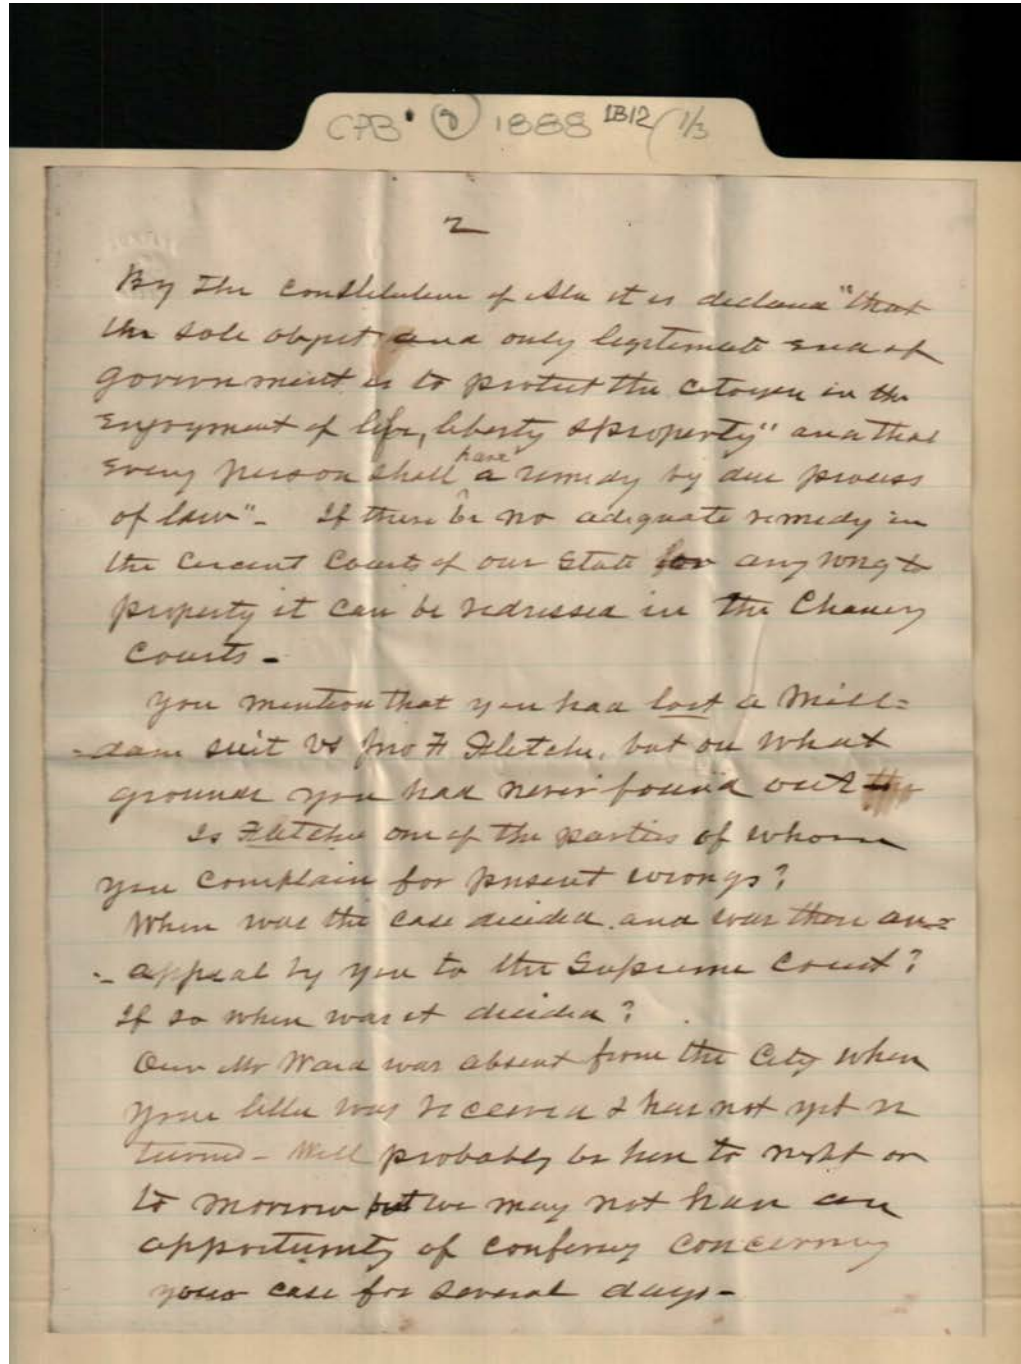 CPB 8 1888 1B12 (1/3
2
By the Constitution of Ala it is declared "that
the sole object and only legitimate end of
government is to protect the citizen in the
enjoyment of life, liberty & property" and that
every person shall have a remedy by due process
of law"- If there be no adequate remedy in
the Circuit Courts of our State for any wrong to
property it can be redressed in the Chancery
Courts -
You mention that you had lost a Mill=
=dam suit vs Jno F Fletcher, but on what
grounds you had never found out
Is Fletcher one of the parties of whom
you complain for present wrongs?
When was the case decided and was there an=
- appeal by you to the Supreme Court?
If so when was it decided?
Our Mr Ward was absent from the City when
your letter was received & has not yet re
turned - Will probably be here to night or
to morrow but we may not have an
opportunity of conferring concerning
your case for several days -